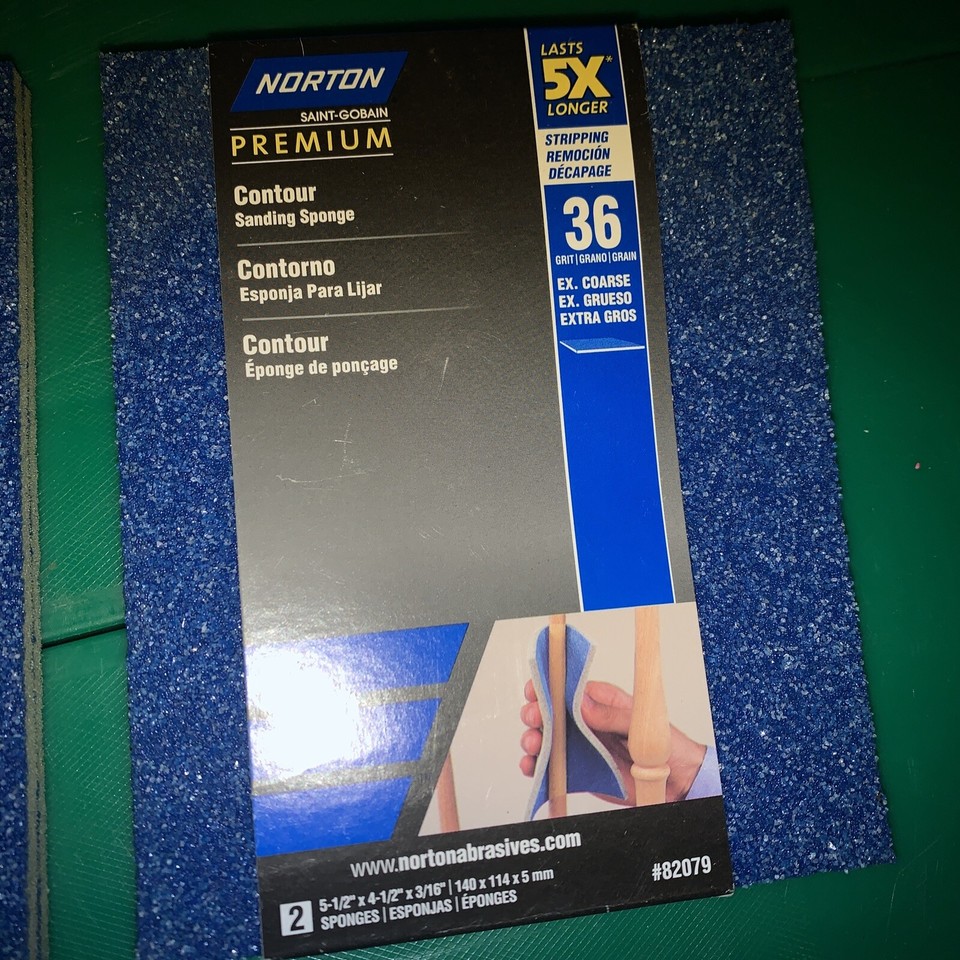 NORTON
SAINT-GOBAIN
PREMIUM
Contour
Sanding Sponge
Contorno
Esponja Para Lijar
Contour
Éponge de ponçage
LASTS
5X*
LONGER
STRIPPING
REMOCIÓN
DÉCAPAGE
36
GRIT|GRANO|GRAIN
EX. COARSE
EX. GRUESO
EXTRA GROS
www.nortonabrasives.com
2
5-1/2" x 4-1/2" x 3/16" | 140 x 114 x 5 mm
SPONGES | ESPONJAS | ÉPONGES
#82079